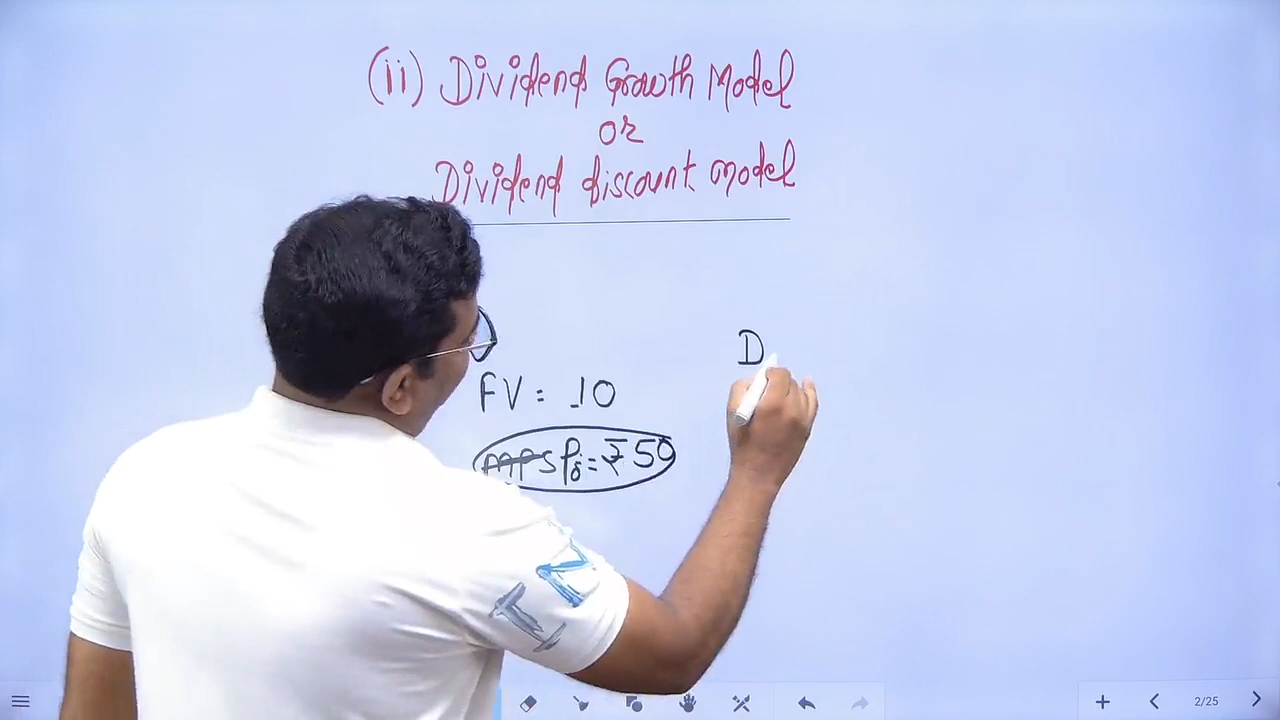 (ii) Dividend Growth Model
or
Dividend discount model
D
FV = 10
MPS P₀ = ₹ 50
2/25